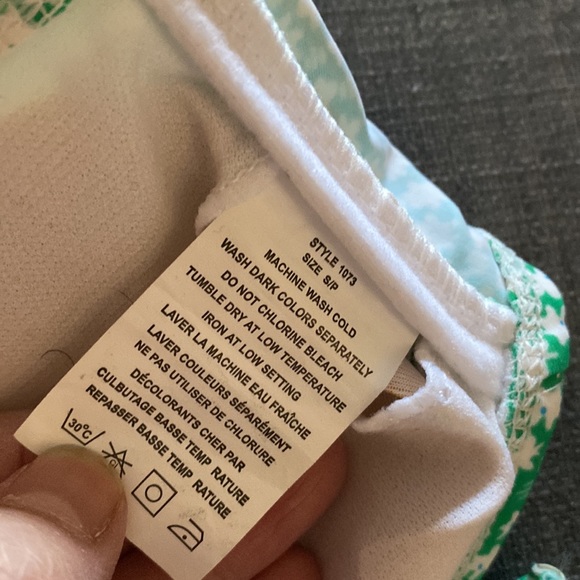 STYLE 1073
SIZE S/P
MACHINE WASH COLD
WASH DARK COLORS SEPARATELY
DO NOT CHLORINE BLEACH
TUMBLE DRY AT LOW TEMPERATURE
IRON AT LOW SETTING
LAVER LA MACHINE EAU FRAÎCHE
LAVER COULEURS SÉPARÉMENT
NE PAS UTILISER DE CHLORURE
DÉCOLORANTS CHER PAR
CULBUTAGE BASSE TEMP RATURE
REPASSER BASSE TEMP RATURE
30°C